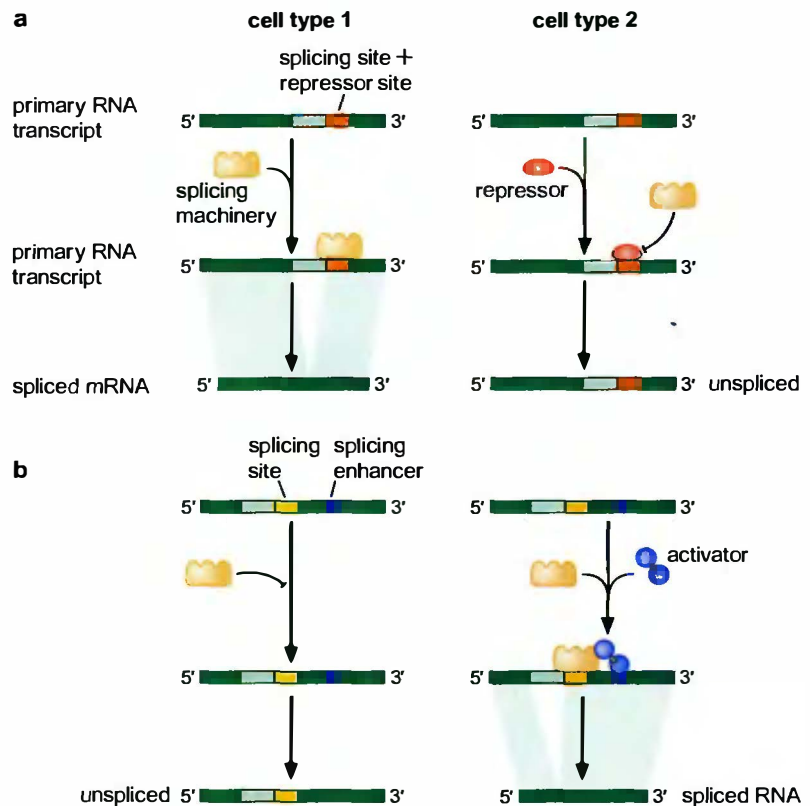 a
cell type 1
cell type 2
splicing site +
repressor site
primary RNA
transcript
5′ 3′
5′ 3′
splicing
machinery
repressor
primary RNA
transcript
5′ 3′
5′ 3′
spliced mRNA
5′ 3′
5′ 3′ unspliced
b
splicing
site
splicing
enhancer
5′ 3′
5′ 3′
activator
5′ 3′
5′ 3′
unspliced 5′ 3′
5′ 3′ spliced RNA